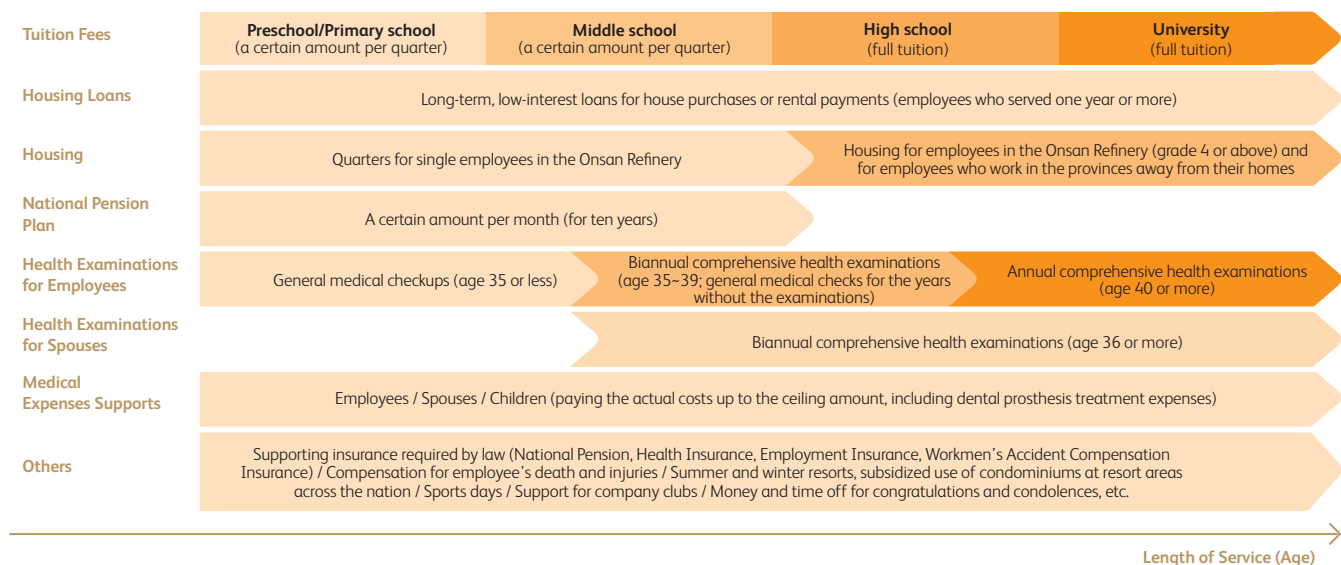 Tuition Fees
Preschool/Primary school
(a certain amount per quarter)
Middle school
(a certain amount per quarter)
High school
(full tuition)
University
(full tuition)
Housing Loans
Long-term, low-interest loans for house purchases or rental payments (employees who served one year or more)
Housing
Quarters for single employees in the Onsan Refinery
Housing for employees in the Onsan Refinery (grade 4 or above) and
for employees who work in the provinces away from their homes
National Pension
Plan
A certain amount per month (for ten years)
Health Examinations
for Employees
General medical checkups (age 35 or less)
Biannual comprehensive health examinations
(age 35~39; general medical checks for the years
without the examinations)
Annual comprehensive health examinations
(age 40 or more)
Health Examinations
for Spouses
Biannual comprehensive health examinations (age 36 or more)
Medical
Expenses Supports
Employees / Spouses / Children (paying the actual costs up to the ceiling amount, including dental prosthesis treatment expenses)
Others
Supporting insurance required by law (National Pension, Health Insurance, Employment Insurance, Workmen's Accident Compensation
Insurance) / Compensation for employee's death and injuries / Summer and winter resorts, subsidized use of condominiums at resort areas
across the nation / Sports days / Support for company clubs / Money and time off for congratulations and condolences, etc.
Length of Service (Age)